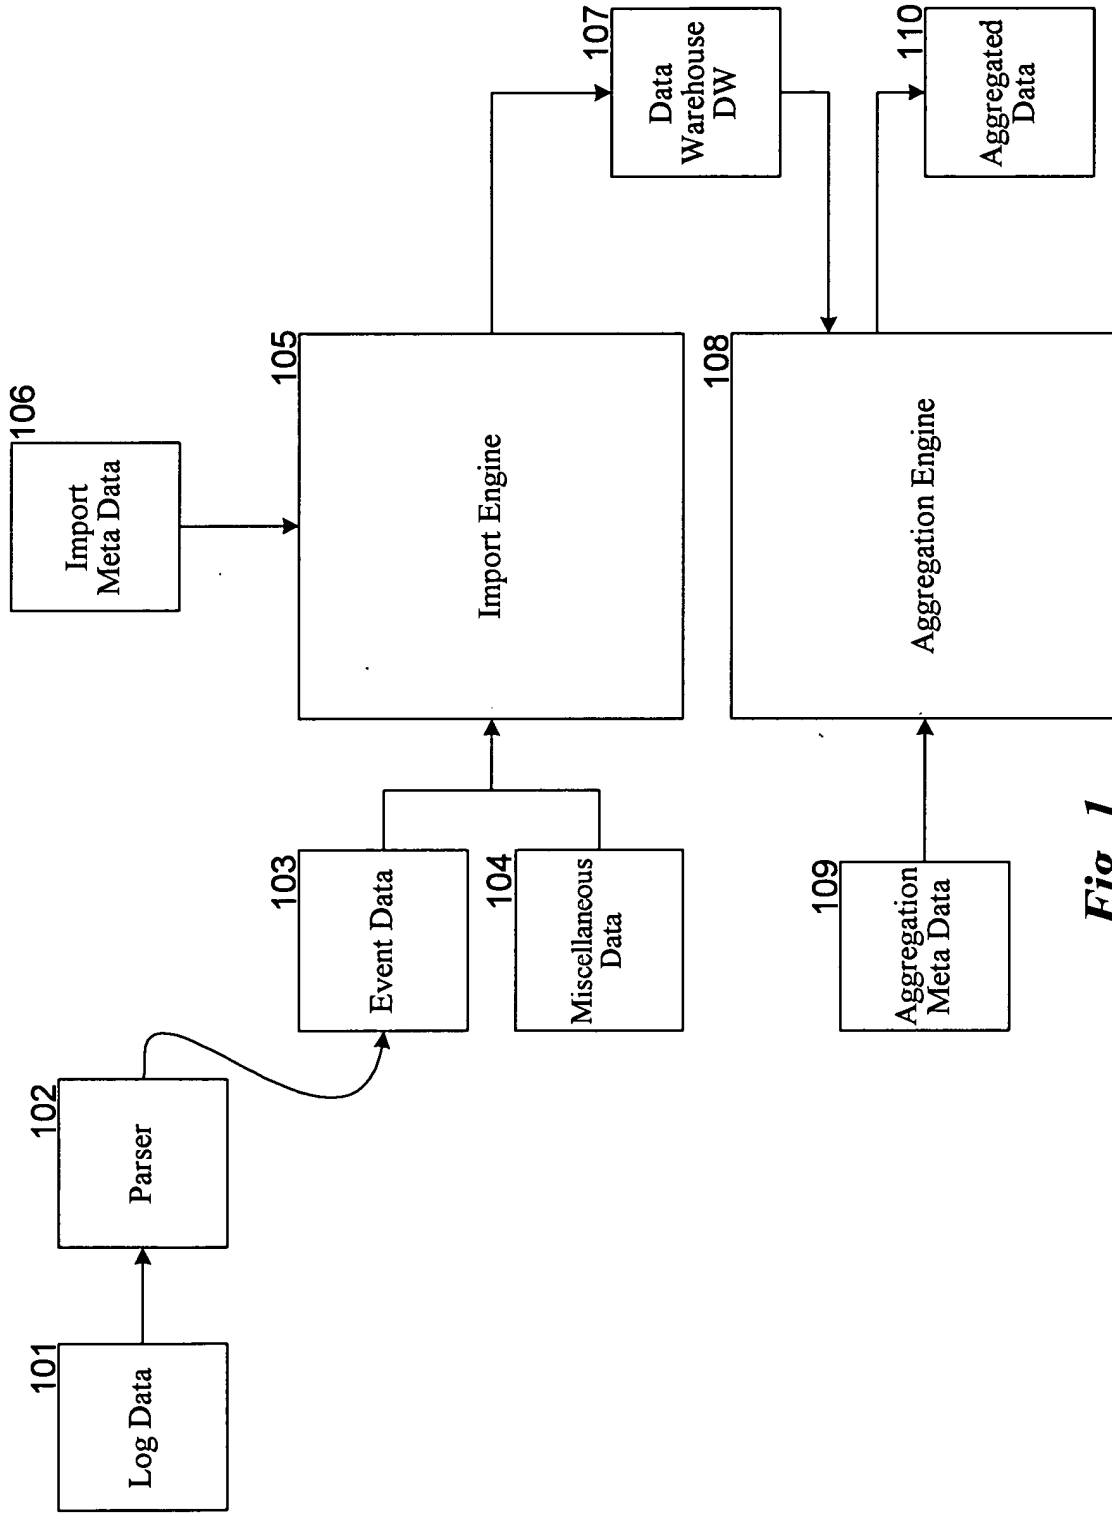 101
Log Data
102
Parser
103
Event Data
104
Miscellaneous
Data
106
Import
Meta Data
105
Import Engine
107
Data
Warehouse
DW
109
Aggregation
Meta Data
108
Aggregation Engine
110
Aggregated
Data
Fig. 1